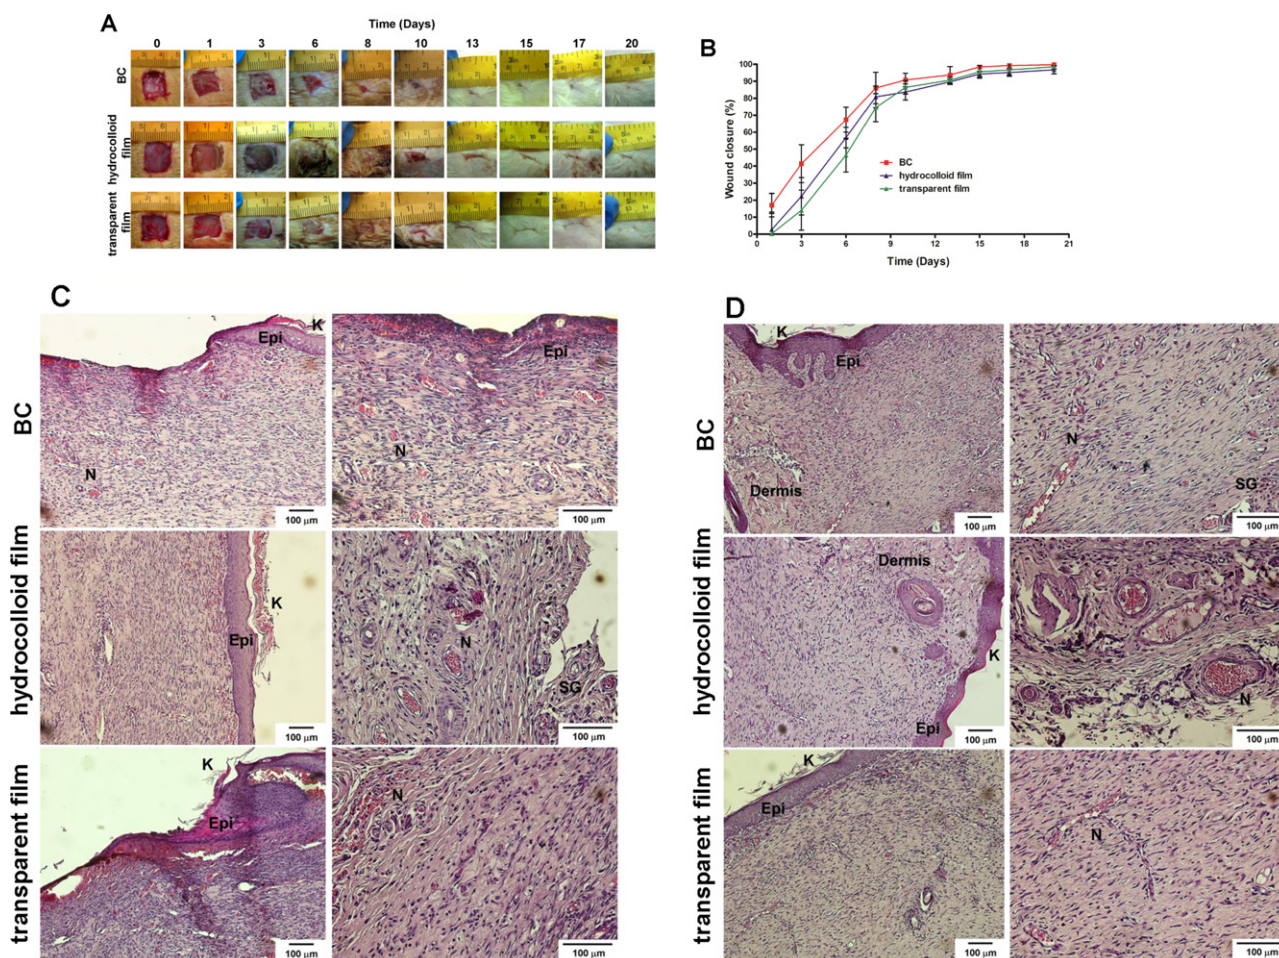 A
Time (Days)
0 1 3 6 8 10 13 15 17 20
BC
hydrocolloid
film
transparent
film
B
Wound closure (%)
100
90
80
70
60
50
40
30
20
10
0
BC
hydrocolloid film
transparent film
0 3 6 9 12 15 18 21
Time (Days)
C
BC
Epi
K
N
100 µm
Epi
N
100 µm
hydrocolloid film
Epi
K
100 µm
N
SG
100 µm
transparent film
K
Epi
100 µm
N
100 µm
D
BC
K
Epi
Dermis
100 µm
N
SG
100 µm
hydrocolloid film
Dermis
K
Epi
100 µm
N
100 µm
transparent film
K
Epi
100 µm
N
100 µm